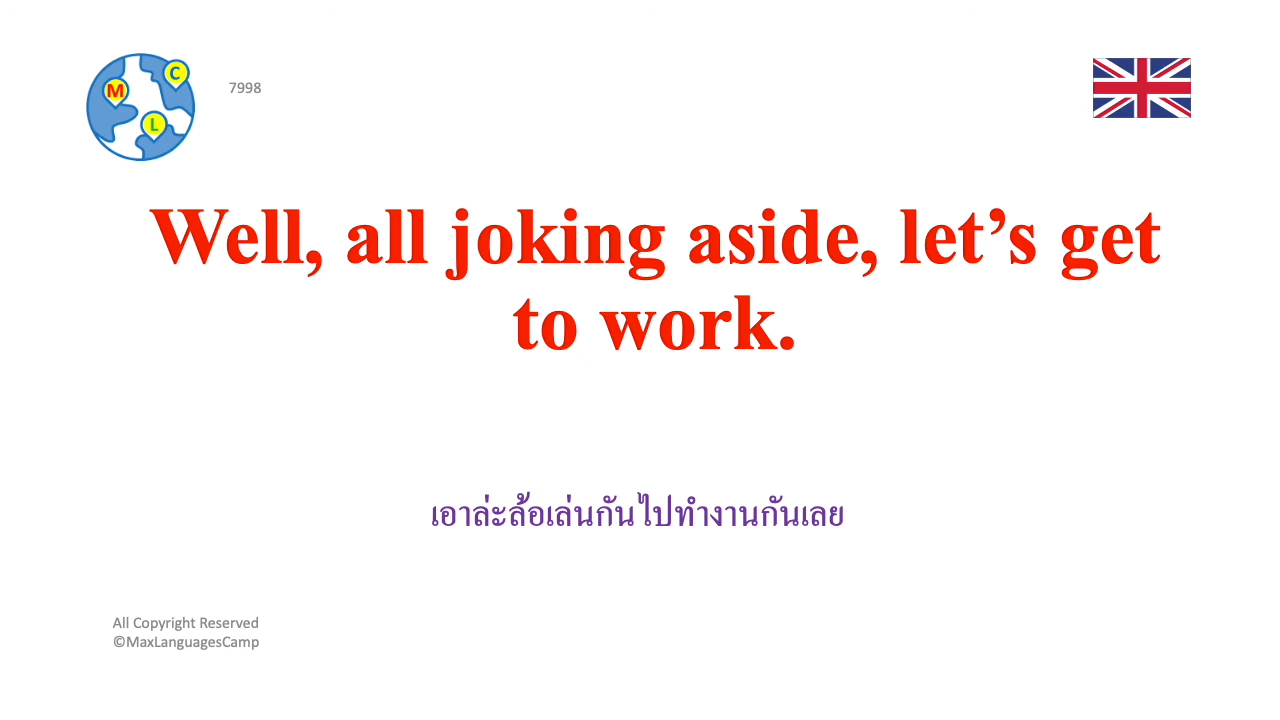 M
C
L
7998
Well, all joking aside, let’s get
to work.
เอาล่ะล้อเล่นกันไปทำงานกันเลย
All Copyright Reserved
©MaxLanguagesCamp